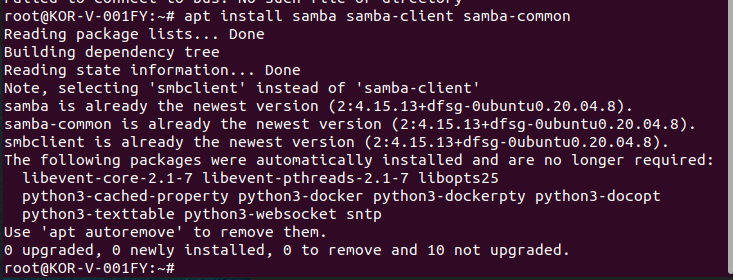 Failed to connect to bus: No such file or directory
root@KOR-V-001FY:~# apt install samba samba-client samba-common
Reading package lists... Done
Building dependency tree
Reading state information... Done
Note, selecting 'smbclient' instead of 'samba-client'
samba is already the newest version (2:4.15.13+dfsg-0ubuntu0.20.04.8).
samba-common is already the newest version (2:4.15.13+dfsg-0ubuntu0.20.04.8).
smbclient is already the newest version (2:4.15.13+dfsg-0ubuntu0.20.04.8).
The following packages were automatically installed and are no longer required:
  libevent-core-2.1-7 libevent-pthreads-2.1-7 libopts25
  python3-cached-property python3-docker python3-dockerpty python3-docopt
  python3-texttable python3-websocket sntp
Use 'apt autoremove' to remove them.
0 upgraded, 0 newly installed, 0 to remove and 10 not upgraded.
root@KOR-V-001FY:~#